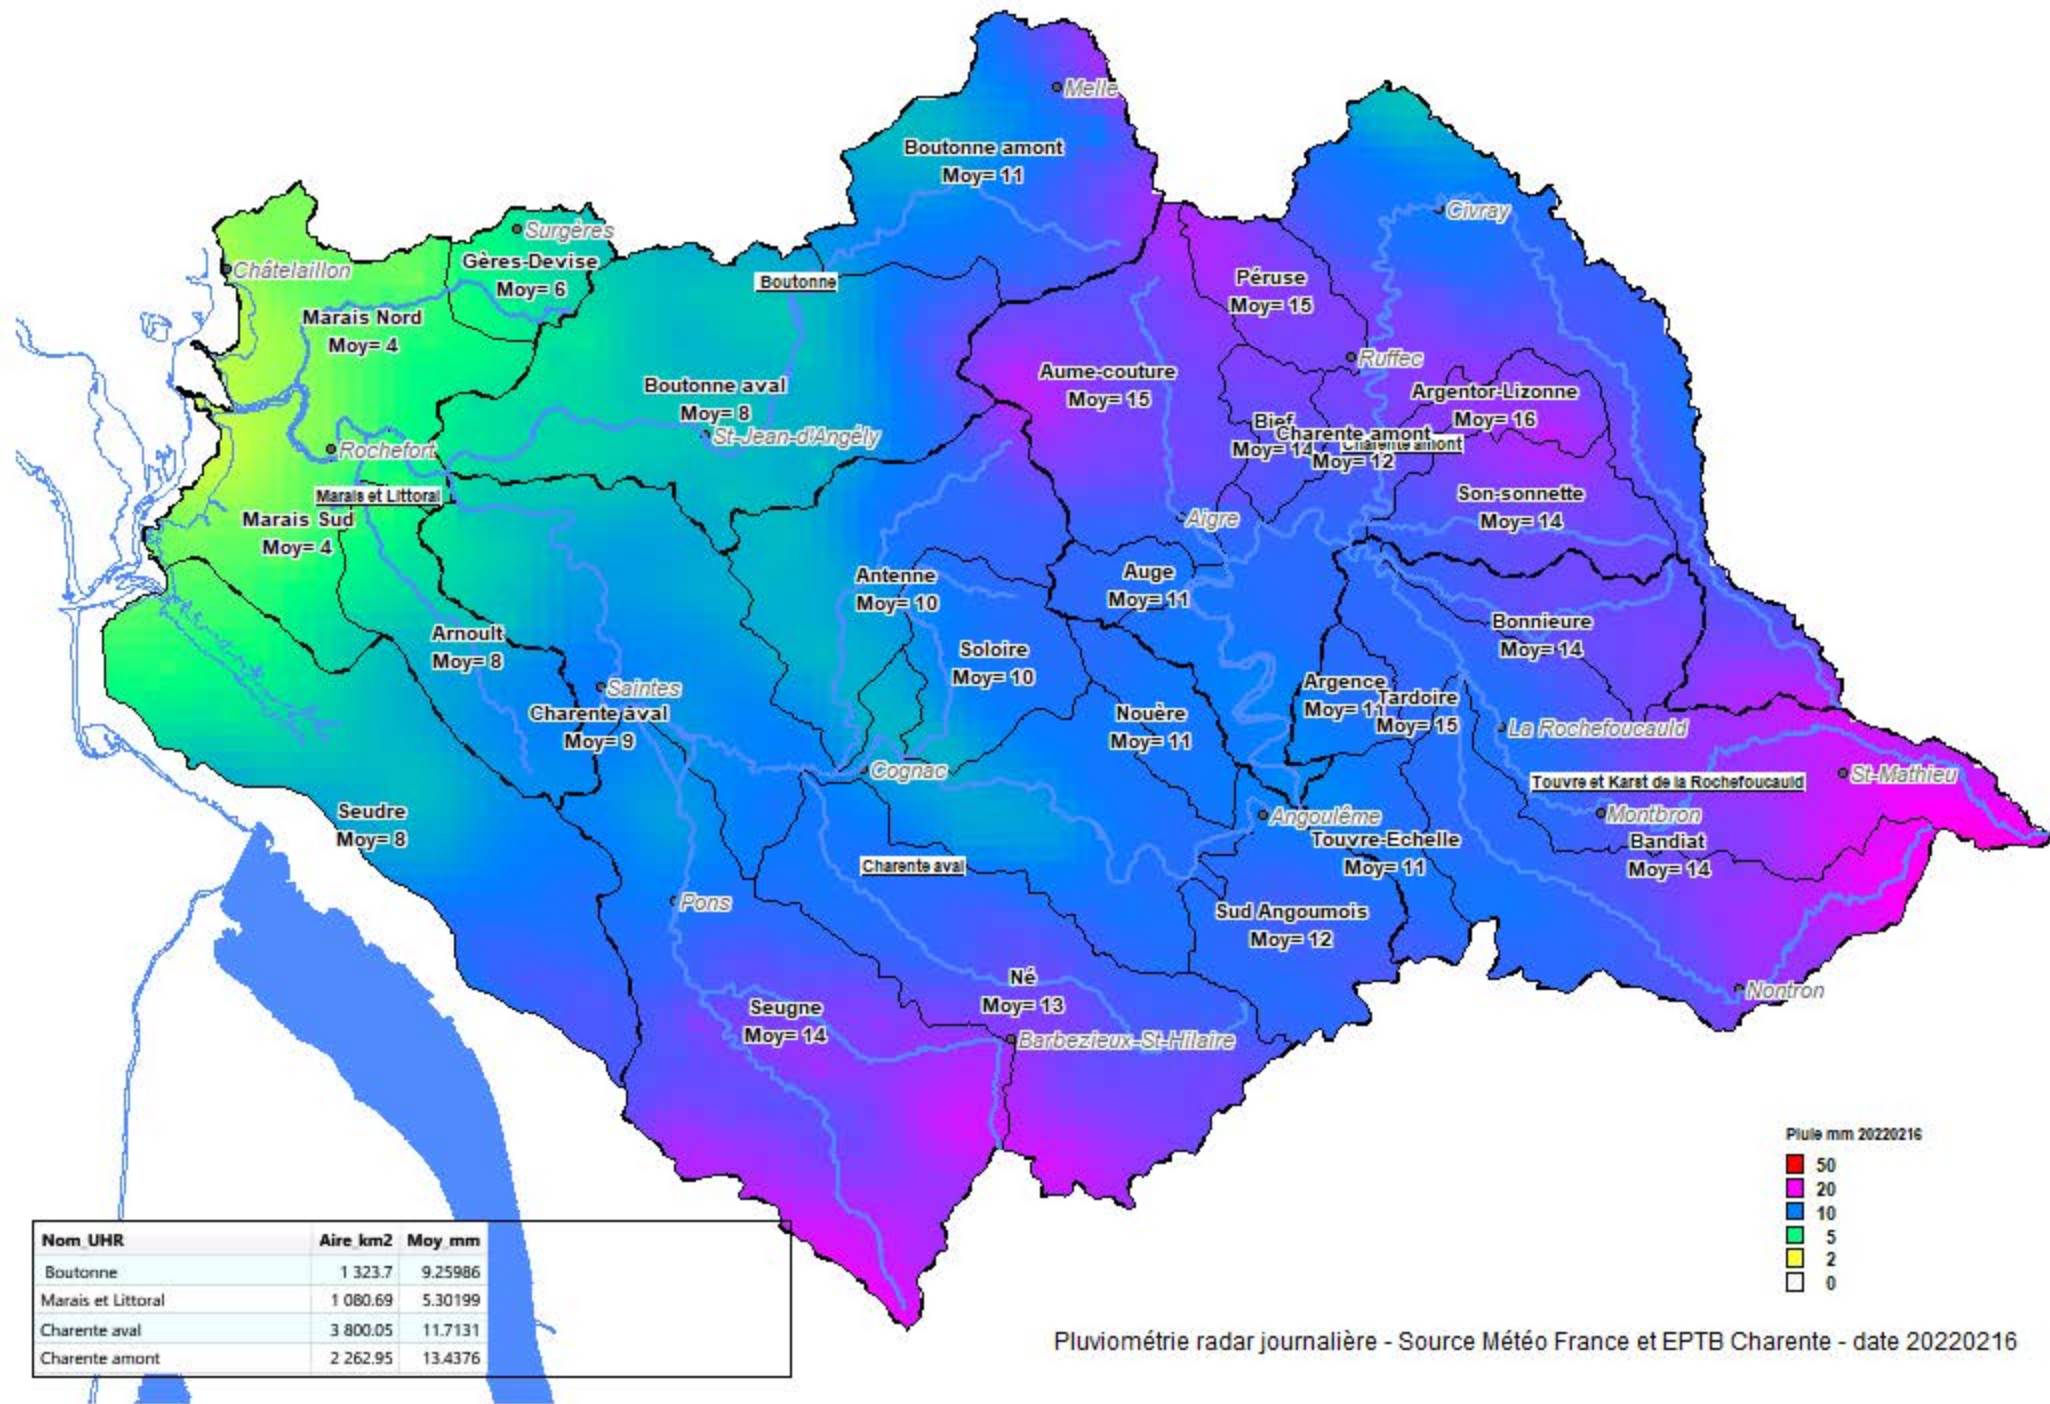 Melle
Boutonne amont
Moy= 11
Civray
Surgères
Châtelaillon
Gères-Devise
Moy= 6
Boutonne
Péruse
Moy= 15
Marais Nord
Moy= 4
Ruffec
Aume-couture
Moy= 15
Boutonne aval
Moy= 8
St-Jean-d'Angély
Argentor-Lizonne
Moy= 16
Bief
Moy= 14
Charente amont
Moy= 12
Charente amont
Rochefort
Marais et Littoral
Marais Sud
Moy= 4
Son-sonnette
Moy= 14
Aigre
Antenne
Moy= 10
Auge
Moy= 11
Arnoult
Moy= 8
Soloire
Moy= 10
Bonnieure
Moy= 14
Saintes
Charente aval
Moy= 9
Nouère
Moy= 11
Argence
Moy= 11
Tardoire
Moy= 15
La Rochefoucauld
Cognac
Touvre et Karst de la Rochefoucauld
St-Mathieu
Seudre
Moy= 8
Angoulême
Montbron
Touvre-Echelle
Moy= 11
Bandiat
Moy= 14
Charente aval
Pons
Sud Angoumois
Moy= 12
Né
Moy= 13
Nontron
Seugne
Moy= 14
Barbezieux-St-Hilaire
Pluie mm 20220216
50
20
10
5
2
0
Nom_UHR Aire_km2 Moy_mm
Boutonne 1 323.7 9.25986
Marais et Littoral 1 080.69 5.30199
Charente aval 3 800.05 11.7131
Charente amont 2 262.95 13.4376
Pluviométrie radar journalière - Source Météo France et EPTB Charente - date 20220216